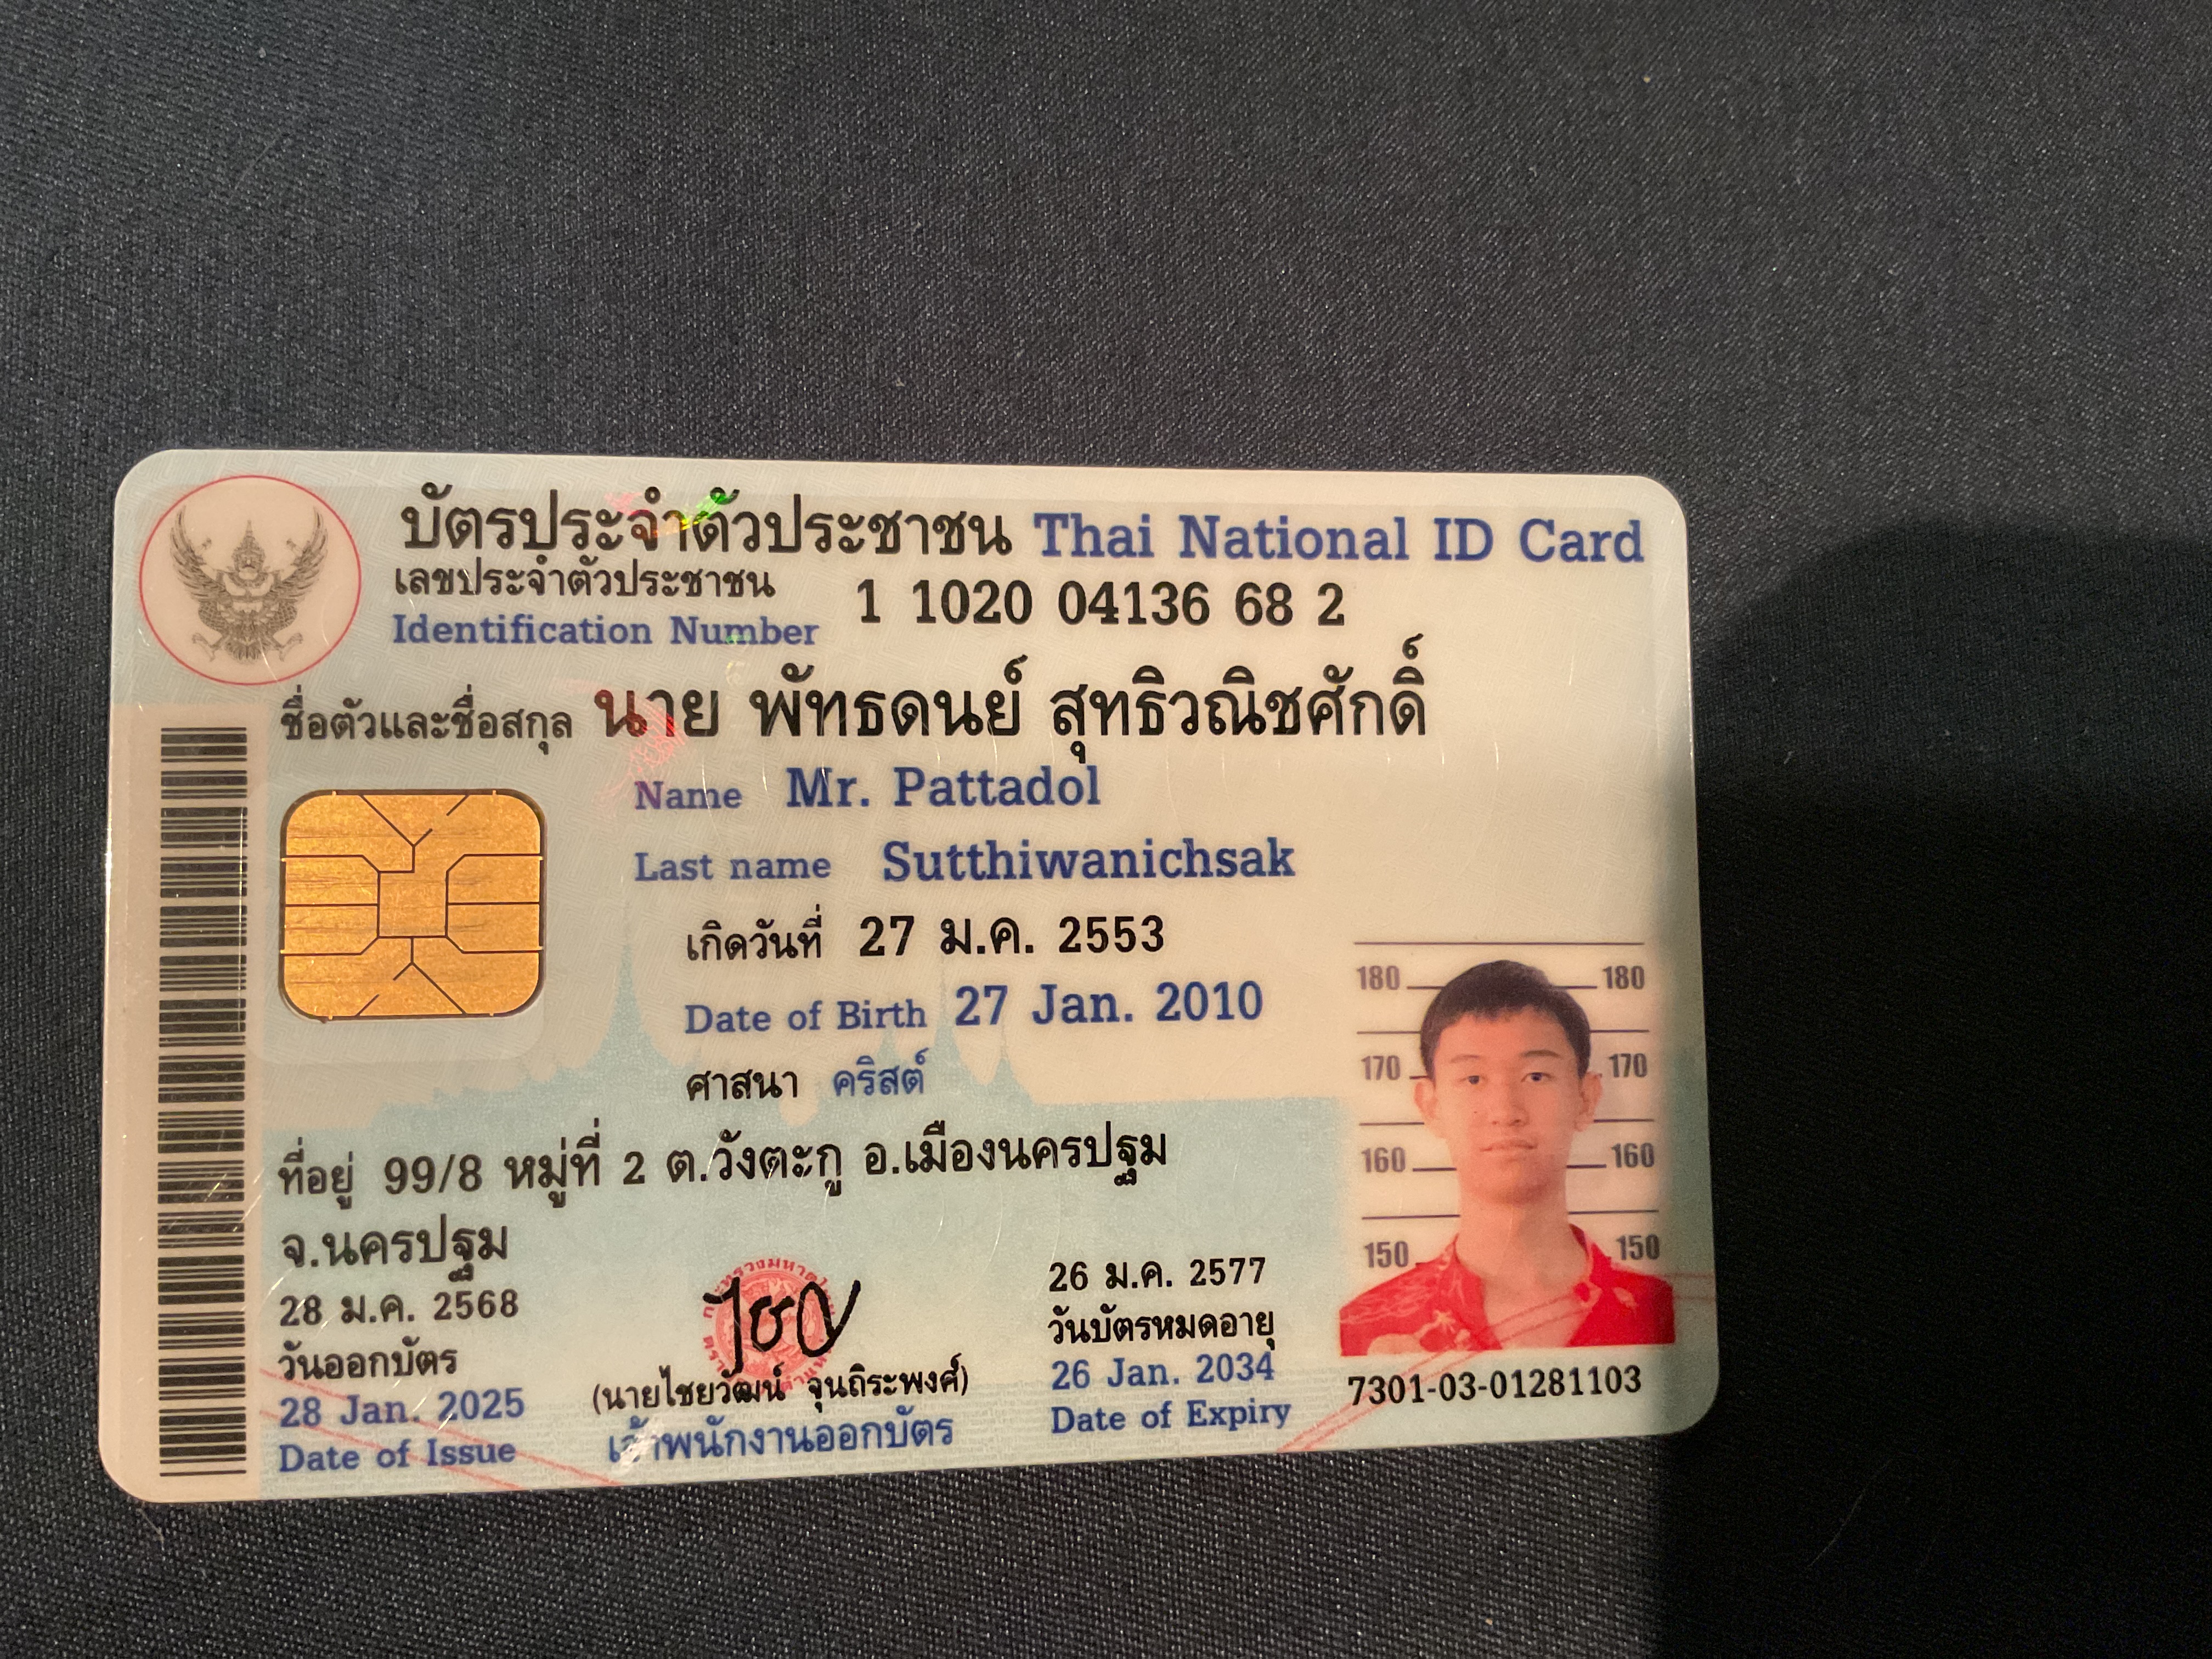 บัตรประจำตัวประชาชน Thai National ID Card
เลขประจำตัวประชาชน
Identification Number 1 1020 04136 68 2
ชื่อตัวและชื่อสกุล นาย พัทธดนย์ สุทธิวณิชศักดิ์
Name Mr. Pattadol
Last name Sutthiwanichsak
เกิดวันที่ 27 ม.ค. 2553
Date of Birth 27 Jan. 2010
ศาสนา คริสต์
ที่อยู่ 99/8 หมู่ที่ 2 ต.วังตะกู อ.เมืองนครปฐม
จ.นครปฐม
28 ม.ค. 2568
วันออกบัตร
28 Jan. 2025
Date of Issue
(นายไชยวัฒน์ จุนถิระพงศ์)
เจ้าพนักงานออกบัตร
26 ม.ค. 2577
วันบัตรหมดอายุ
26 Jan. 2034
Date of Expiry
180 180
170 170
160 160
150 150
7301-03-01281103